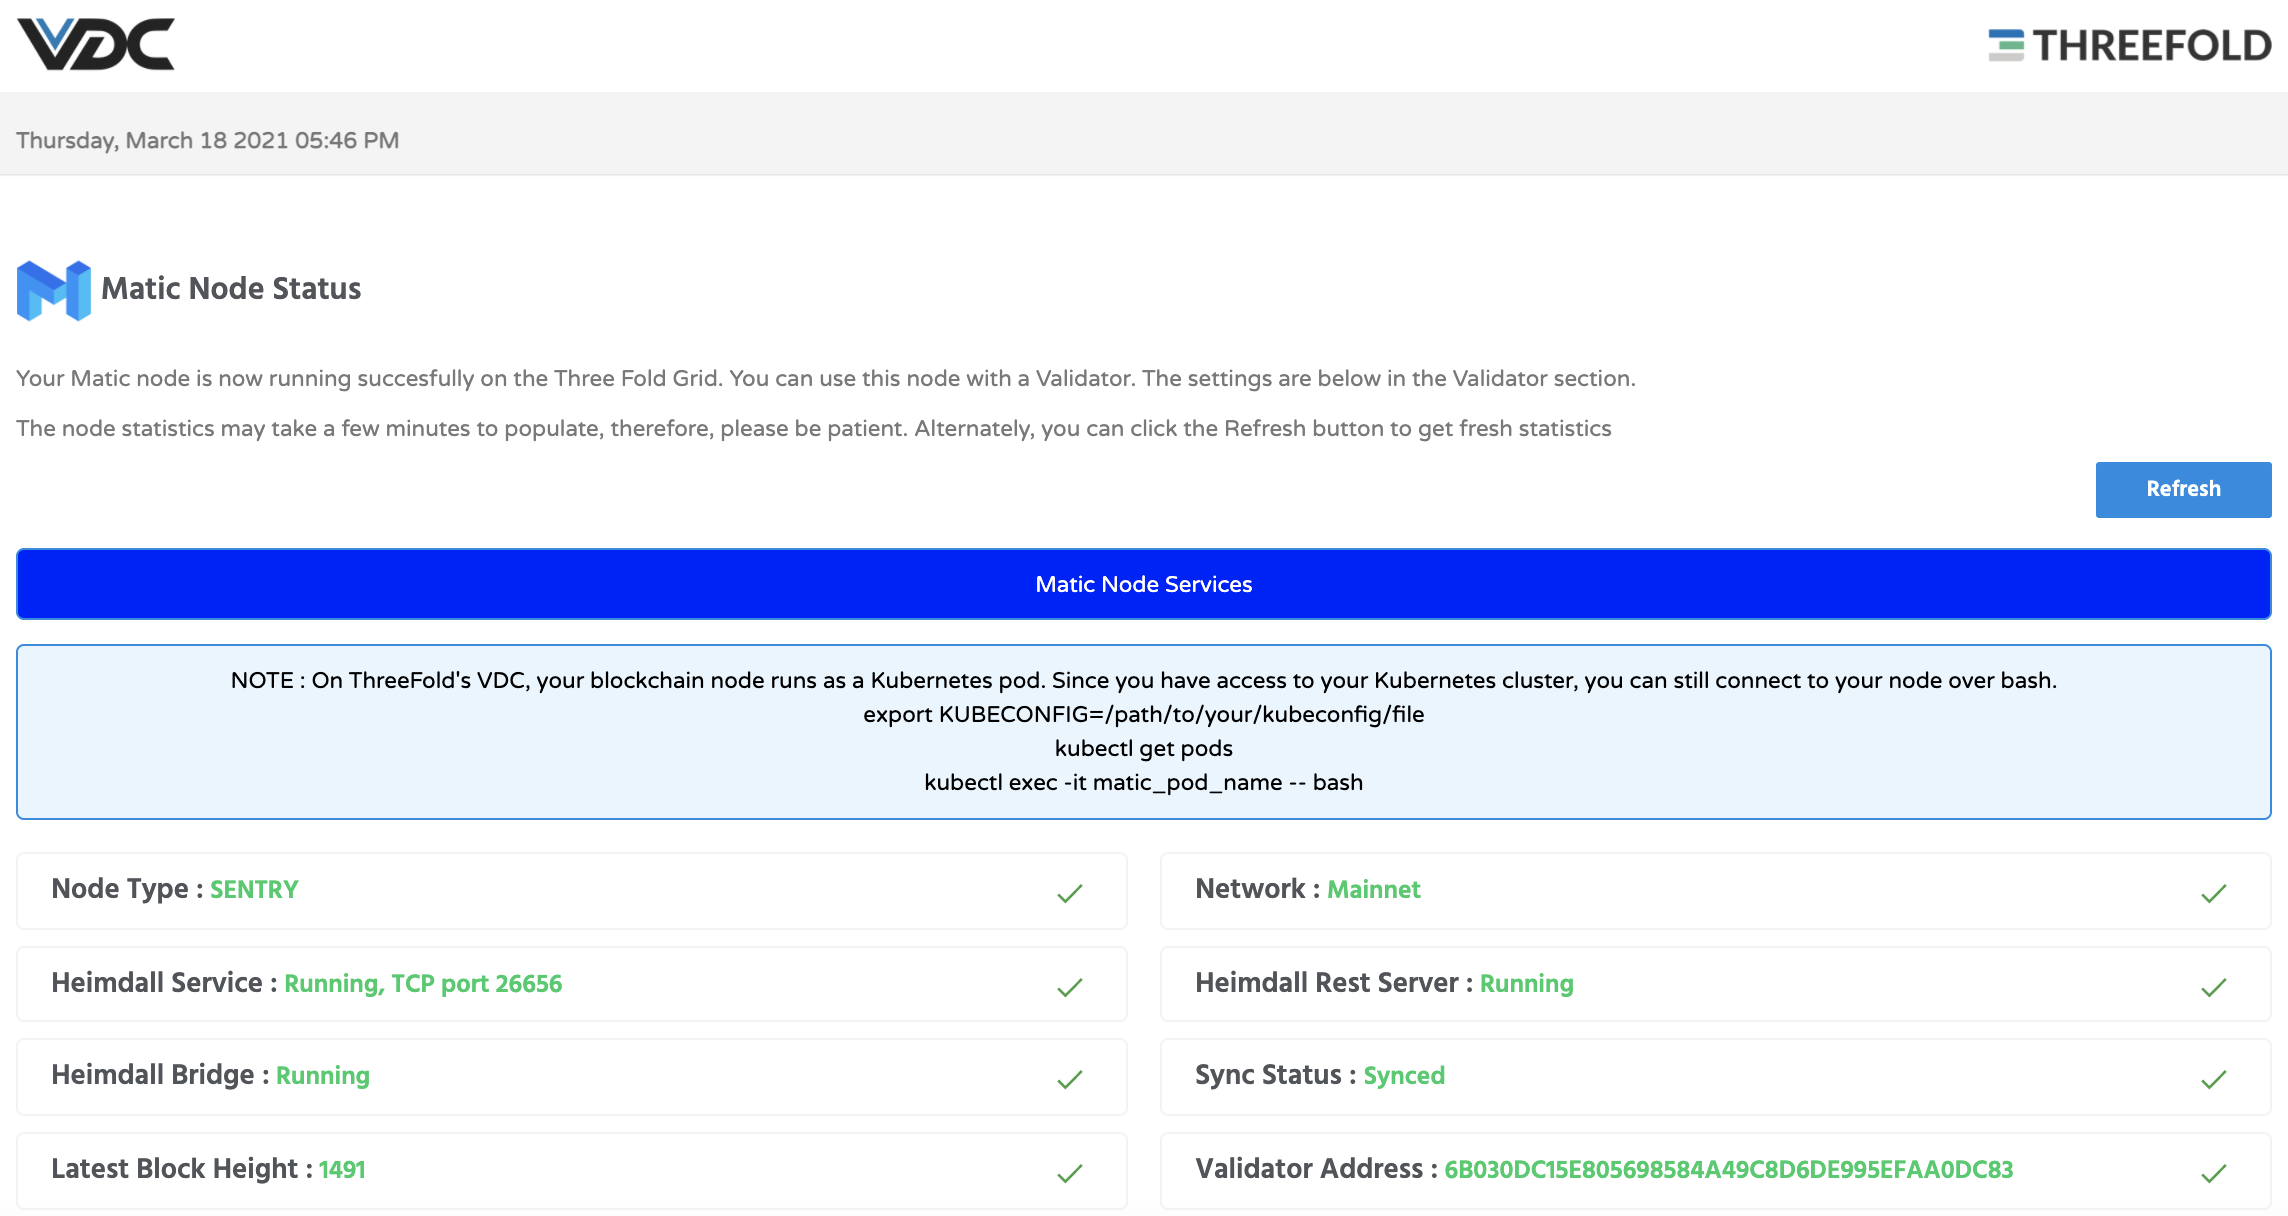 VDC
THREEFOLD
Thursday, March 18 2021 05:46 PM
Matic Node Status
Your Matic node is now running succesfully on the Three Fold Grid. You can use this node with a Validator. The settings are below in the Validator section.
The node statistics may take a few minutes to populate, therefore, please be patient. Alternately, you can click the Refresh button to get fresh statistics
Refresh
Matic Node Services
NOTE : On ThreeFold's VDC, your blockchain node runs as a Kubernetes pod. Since you have access to your Kubernetes cluster, you can still connect to your node over bash.
export KUBECONFIG=/path/to/your/kubeconfig/file
kubectl get pods
kubectl exec -it matic_pod_name -- bash
Node Type : SENTRY
Network : Mainnet
Heimdall Service : Running, TCP port 26656
Heimdall Rest Server : Running
Heimdall Bridge : Running
Sync Status : Synced
Latest Block Height : 1491
Validator Address : 6B030DC15E805698584A49C8D6DE995EFAA0DC83